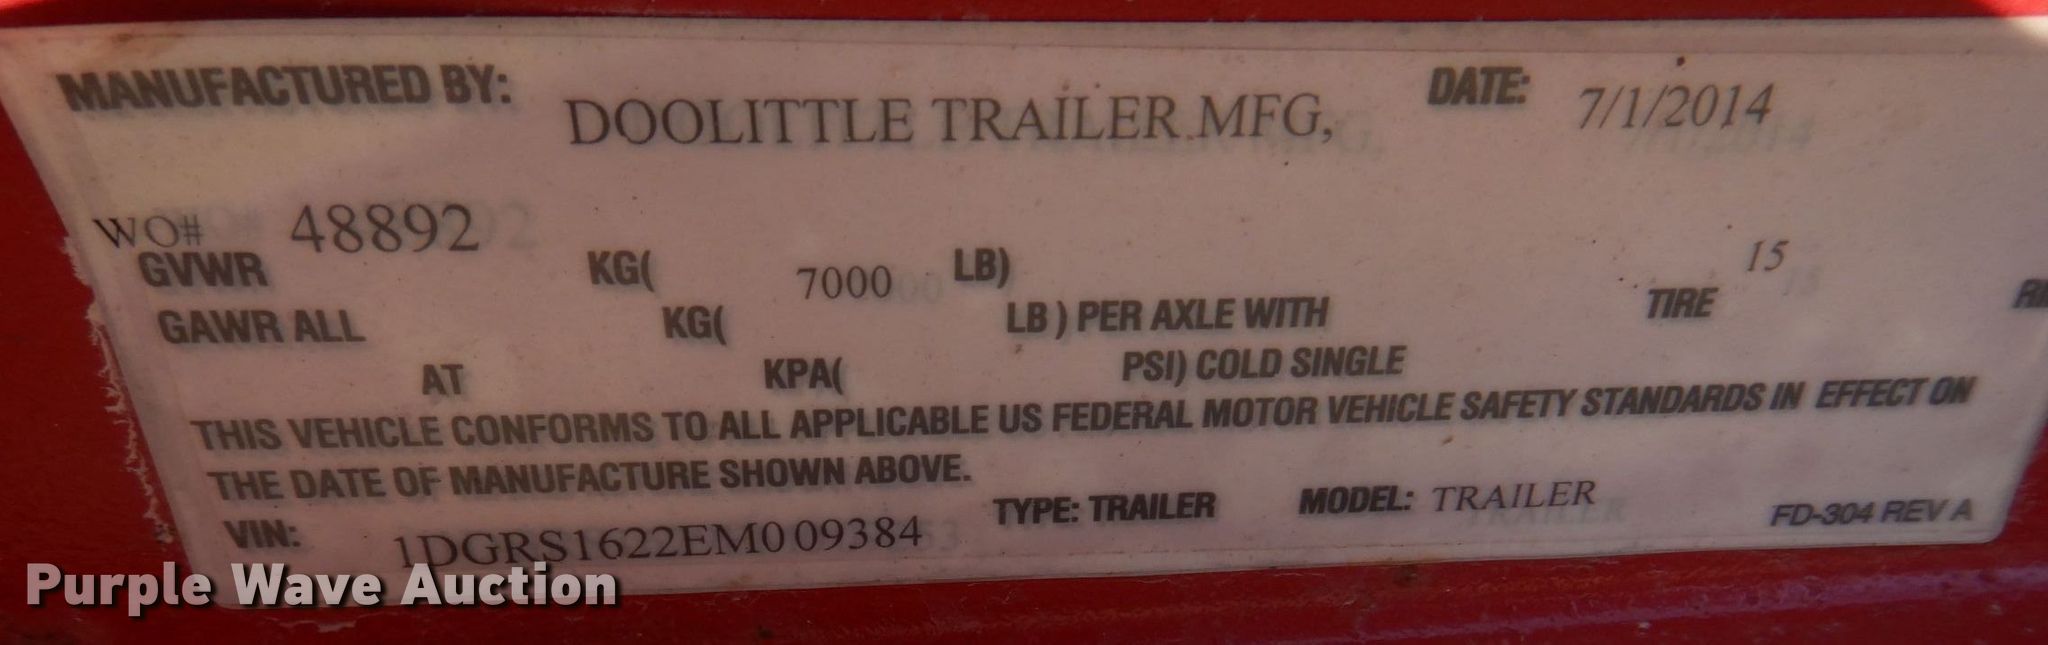 MANUFACTURED BY: DOOLITTLE TRAILER MFG, DATE: 7/1/2014
WO# 48892
GVWR KG( 7000 LB) 15
GAWR ALL KG( LB ) PER AXLE WITH TIRE
AT KPA( PSI) COLD SINGLE
THIS VEHICLE CONFORMS TO ALL APPLICABLE US FEDERAL MOTOR VEHICLE SAFETY STANDARDS IN EFFECT ON
THE DATE OF MANUFACTURE SHOWN ABOVE.
VIN: 1DGRS1622EM009384 TYPE: TRAILER MODEL: TRAILER FD-304 REV A
Purple Wave Auction